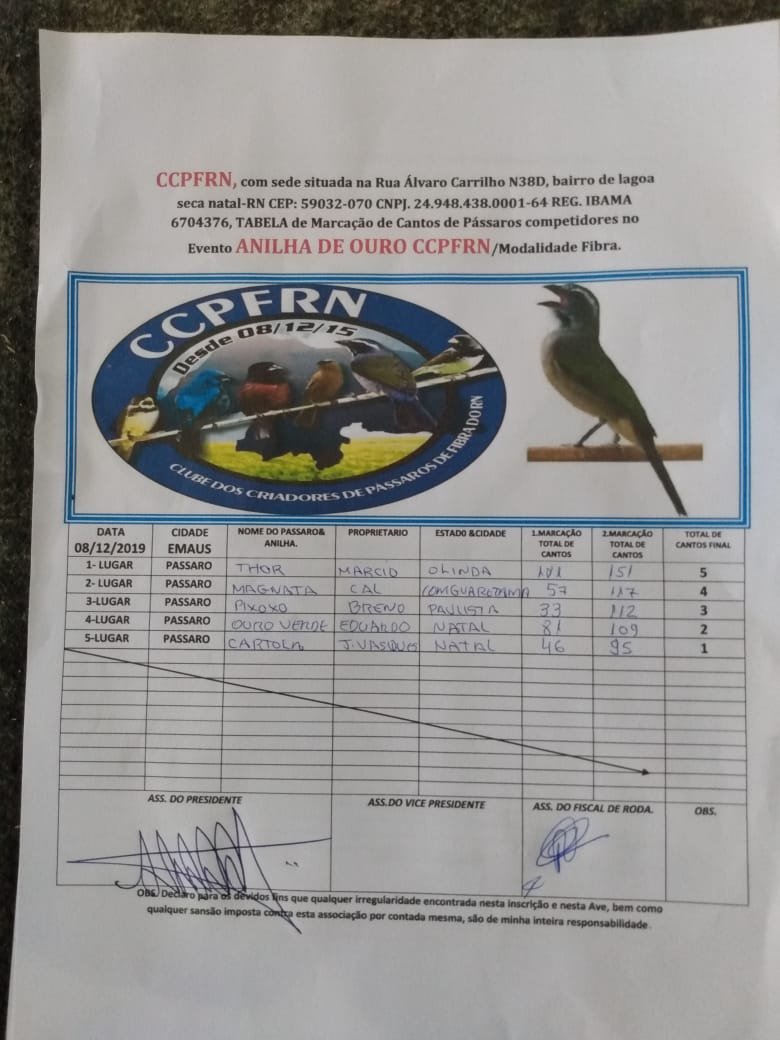 CCPFRN, com sede situada na Rua Álvaro Carrilho N38D, bairro de lagoa
seca natal-RN CEP: 59032-070 CNPJ. 24.948.438.0001-64 REG. IBAMA
6704376, TABELA de Marcação de Cantos de Pássaros competidores no
Evento ANILHA DE OURO CCPFRN/Modalidade Fibra.
CCPFRN
Desde 08/12/15
CLUBE DOS CRIADORES DE PÁSSAROS DE FIBRA DO RN
DATA 08/12/2019 CIDADE EMAUS NOME DO PASSARO& ANILHA. PROPRIETARIO ESTADO &CIDADE 1.MARCAÇÃO TOTAL DE CANTOS 2.MARCAÇÃO TOTAL DE CANTOS TOTAL DE CANTOS FINAL
1- LUGAR PASSARO THOR MARCIO OLINDA 151 5
2- LUGAR PASSARO MAGNATA CAL 57 117 4
3-LUGAR PASSARO PIXOXO BRENO PAULISTA 33 112 3
4-LUGAR PASSARO OURO VERDE EDUARDO NATAL 81 109 2
5-LUGAR PASSARO CARTOLA J.VASQUES NATAL 46 95 1
ASS. DO PRESIDENTE ASS.DO VICE PRESIDENTE ASS. DO FISCAL DE RODA. OBS.
OBS. Declaro para os devidos fins que qualquer irregularidade encontrada nesta inscrição e nesta Ave, bem como
qualquer sansão imposta contra esta associação por contada mesma, são de minha inteira responsabilidade.